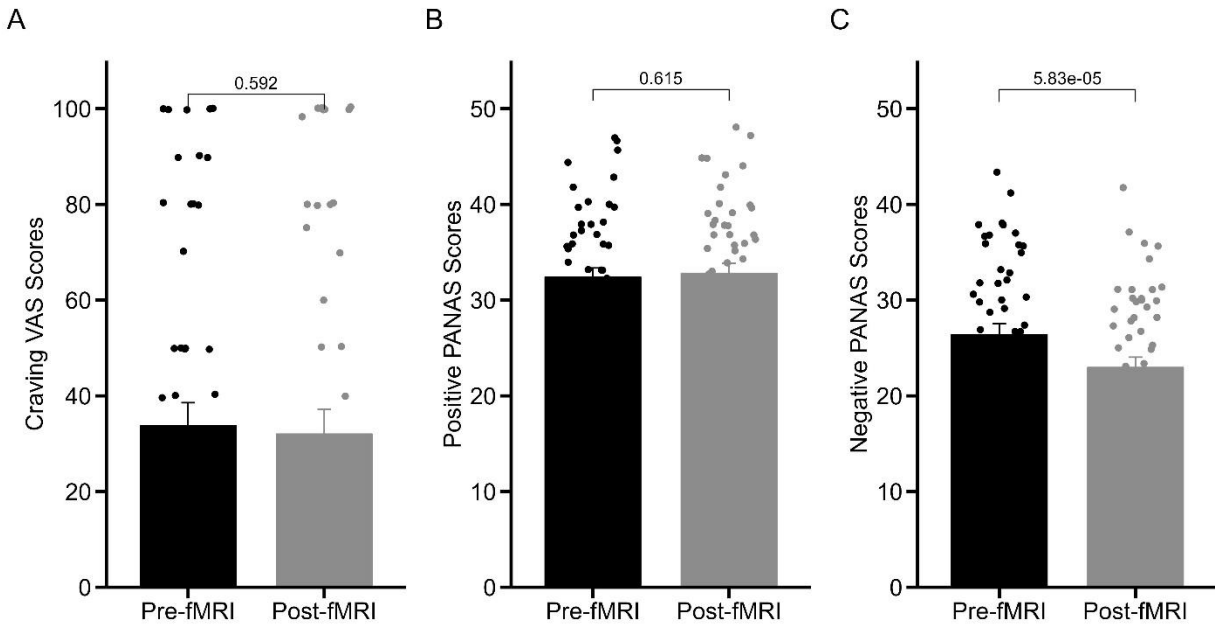 A
B
C
0.592
0.615
5.83e-05
Craving VAS Scores
100
80
60
40
20
0
Pre-fMRI
Post-fMRI
Positive PANAS Scores
50
40
30
20
10
0
Pre-fMRI
Post-fMRI
Negative PANAS Scores
50
40
30
20
10
0
Pre-fMRI
Post-fMRI